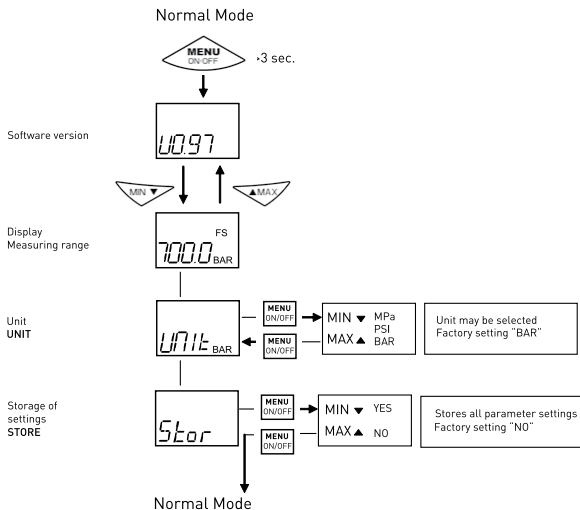 Normal Mode
MENU
ON-OFF
>3 sec.
Software version
U0.97
MIN ▼
▲MAX
Display
Measuring range
FS
700.0 BAR
Unit
UNIT
UNIt BAR
MENU
ON/OFF
MENU
ON/OFF
MIN ▼ MPa
PSI
MAX ▲ BAR
Unit may be selected
Factory setting "BAR"
Storage of
settings
STORE
Stor
MENU
ON/OFF
MENU
ON/OFF
MIN ▼ YES
MAX ▲ NO
Stores all parameter settings
Factory setting "NO"
Normal Mode